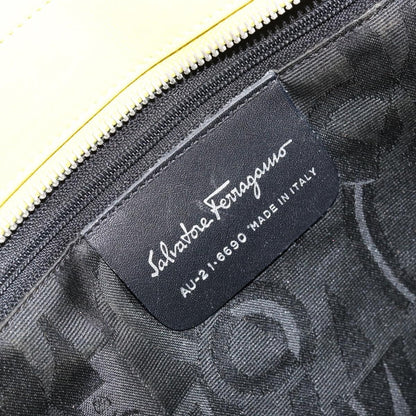 Salvatore Ferragamo
AU-21·6690 "MADE IN ITALY